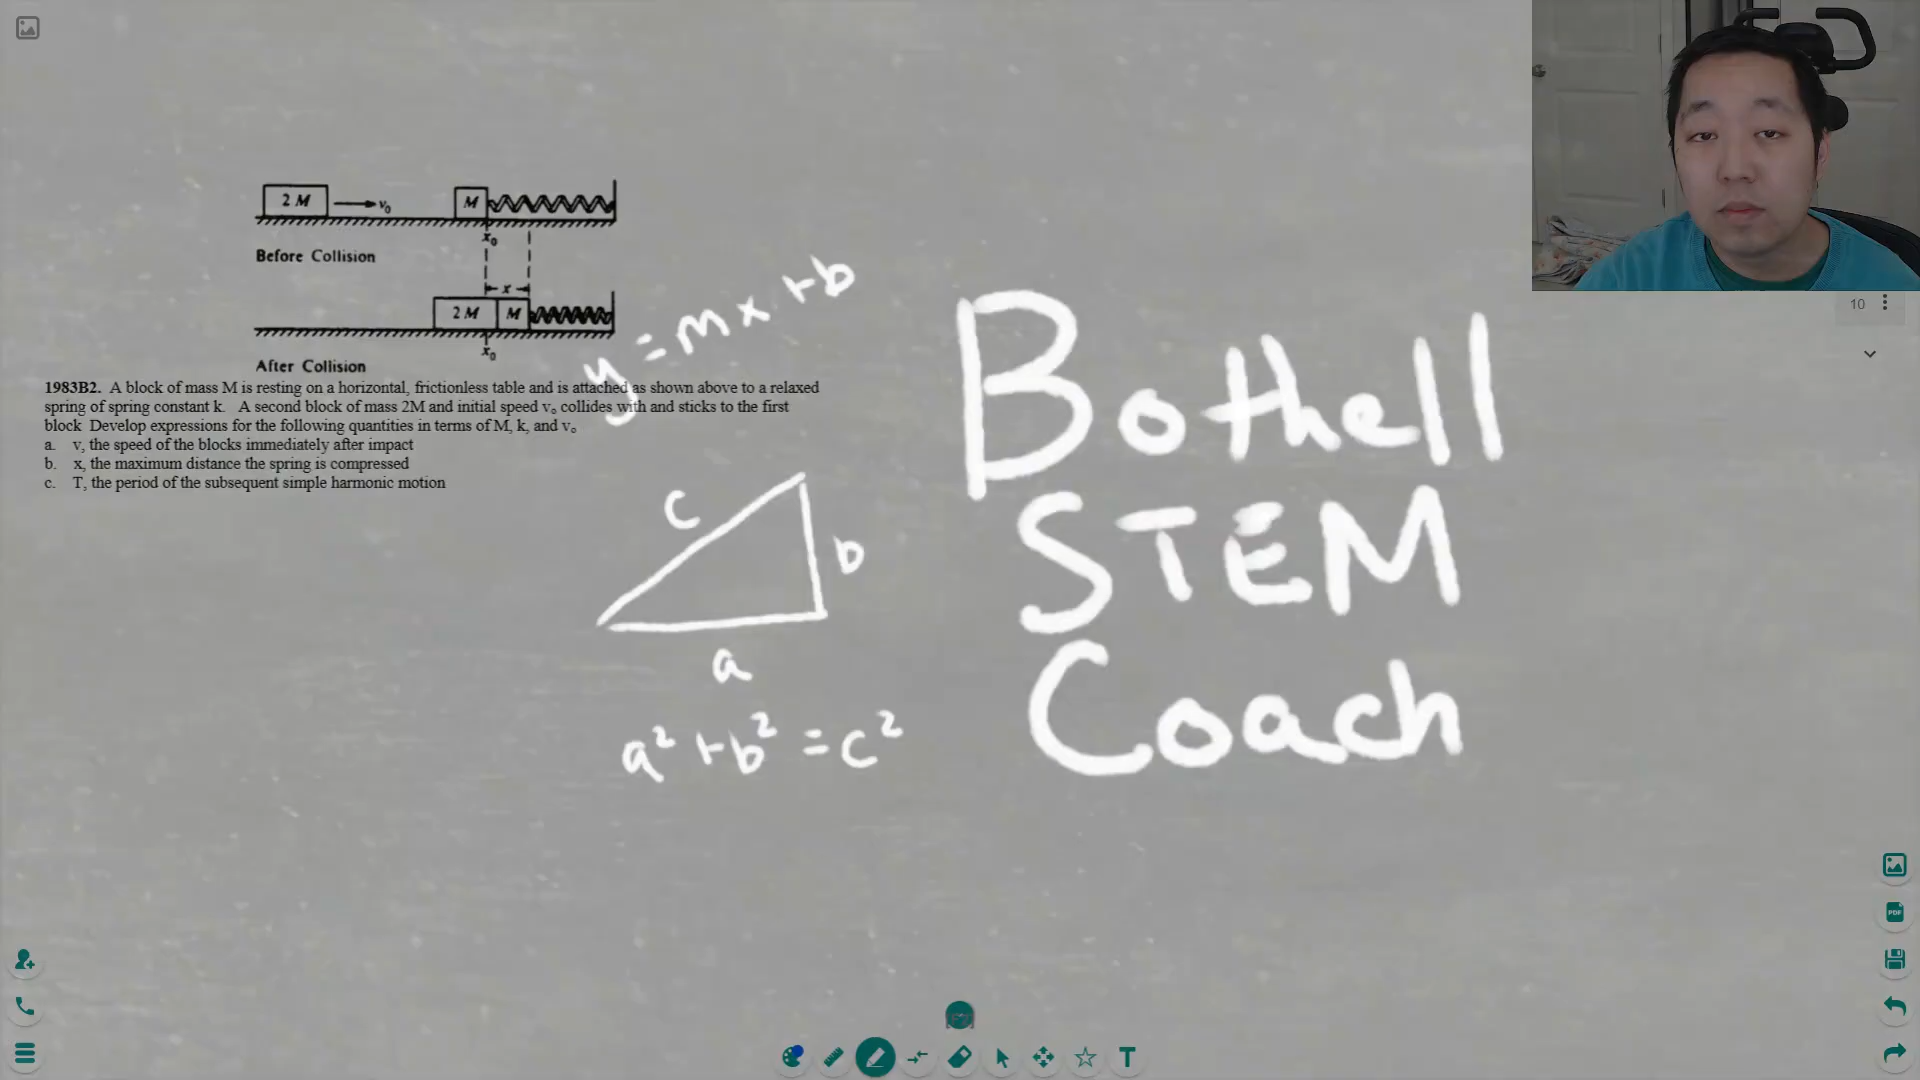 2 M
v₀
M
x₀
Before Collision
x
2 M
M
x₀
After Collision
1983B2. A block of mass M is resting on a horizontal, frictionless table and is attached as shown above to a relaxed
spring of spring constant k. A second block of mass 2M and initial speed vₒ collides with and sticks to the first
block Develop expressions for the following quantities in terms of M, k, and vₒ
a. v, the speed of the blocks immediately after impact
b. x, the maximum distance the spring is compressed
c. T, the period of the subsequent simple harmonic motion
y = mx + b
c
b
a
a² + b² = c²
Bothell
STEM
Coach
10
PDF
T